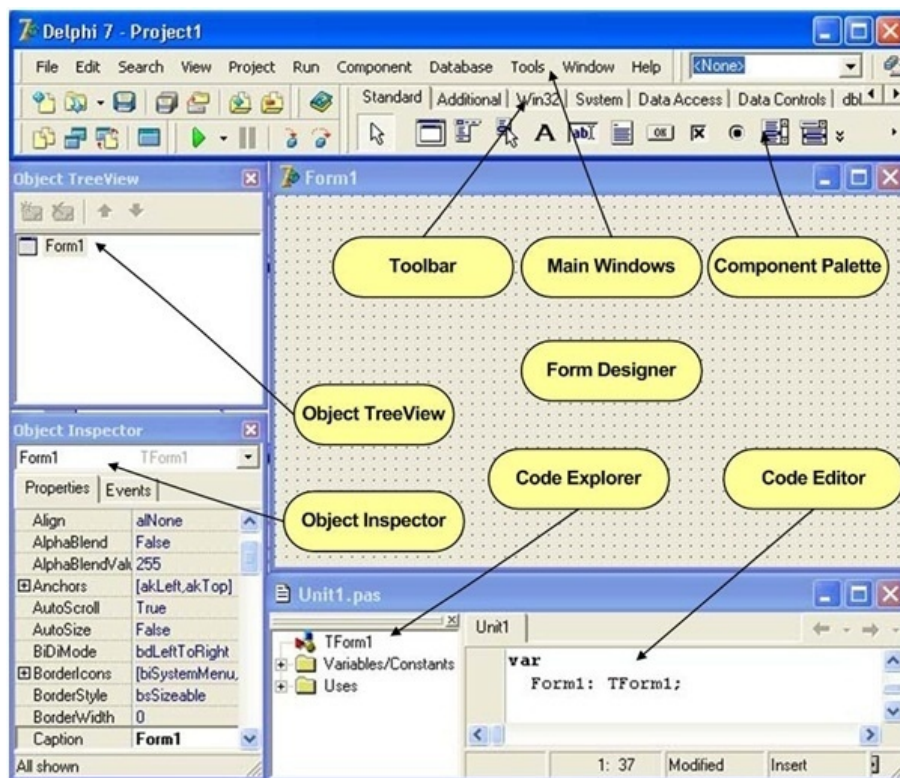 Delphi 7 - Project1
File Edit Search View Project Run Component Database Tools Window Help <None>
Standard Additional Win32 System Data Access Data Controls
A ab OK
Object TreeView
Form1
Form1
Toolbar Main Windows Component Palette
Form Designer
Object TreeView
Code Explorer Code Editor
Object Inspector
Object Inspector
Form1 TForm1
Properties Events
Align alNone
AlphaBlend False
AlphaBlendValu 255
Anchors [akLeft,akTop]
AutoScroll True
AutoSize False
BiDiMode bdLeftToRight
BorderIcons [biSystemMenu,
BorderStyle bsSizeable
BorderWidth 0
Caption Form1
All shown
Unit1.pas
TForm1
Variables/Constants
Uses
Unit1
var
Form1: TForm1;
1: 37 Modified Insert